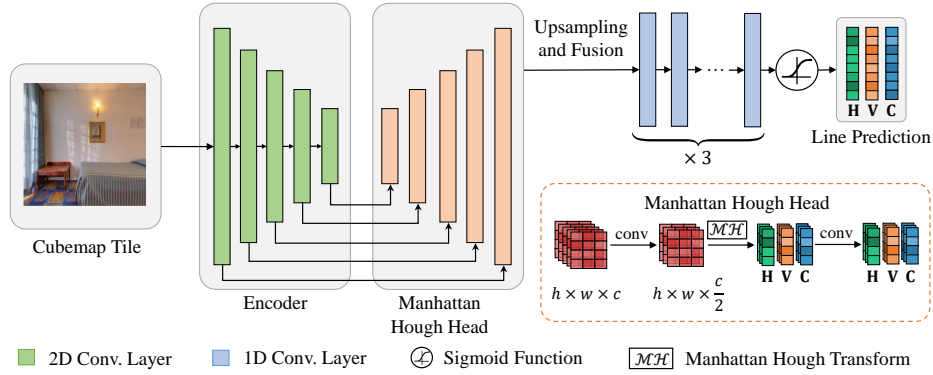 Upsampling
and Fusion
...
× 3
H V C
Line Prediction
Cubemap Tile
Encoder
Manhattan
Hough Head
Manhattan Hough Head
conv
𝓜𝓗
conv
H V C
H V C
h × w × c
h × w × c/2
2D Conv. Layer
1D Conv. Layer
Sigmoid Function
𝓜𝓗
Manhattan Hough Transform